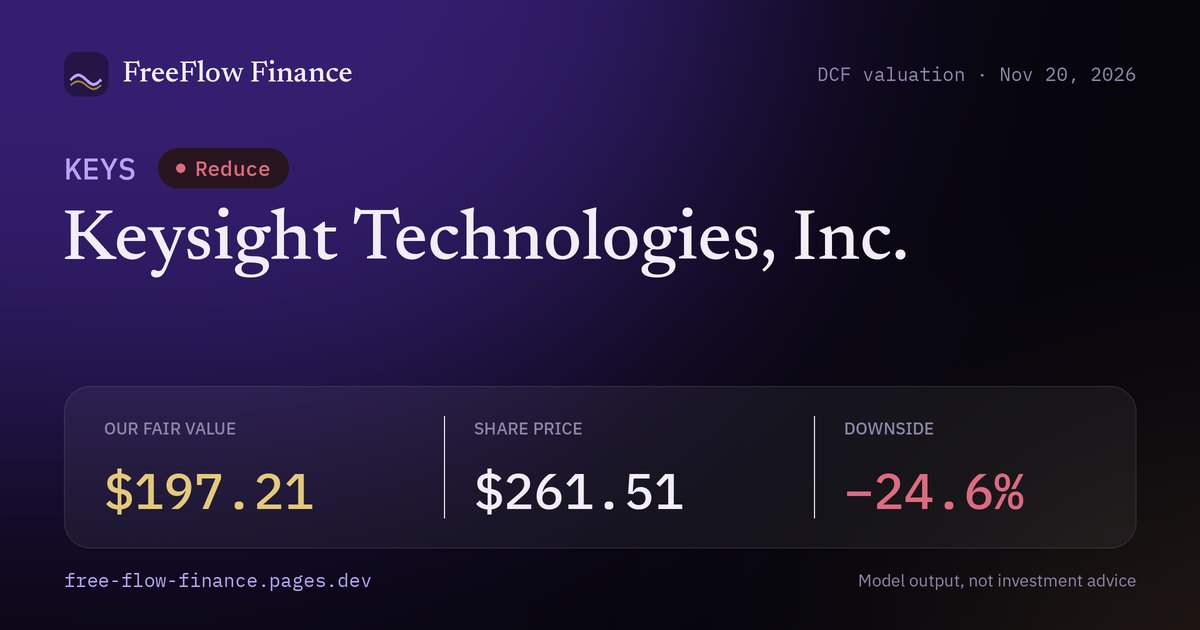 FreeFlow Finance
DCF valuation · Nov 20, 2026
KEYS
Reduce
Keysight Technologies, Inc.
OUR FAIR VALUE
$197.21
SHARE PRICE
$261.51
DOWNSIDE
−24.6%
free-flow-finance.pages.dev
Model output, not investment advice